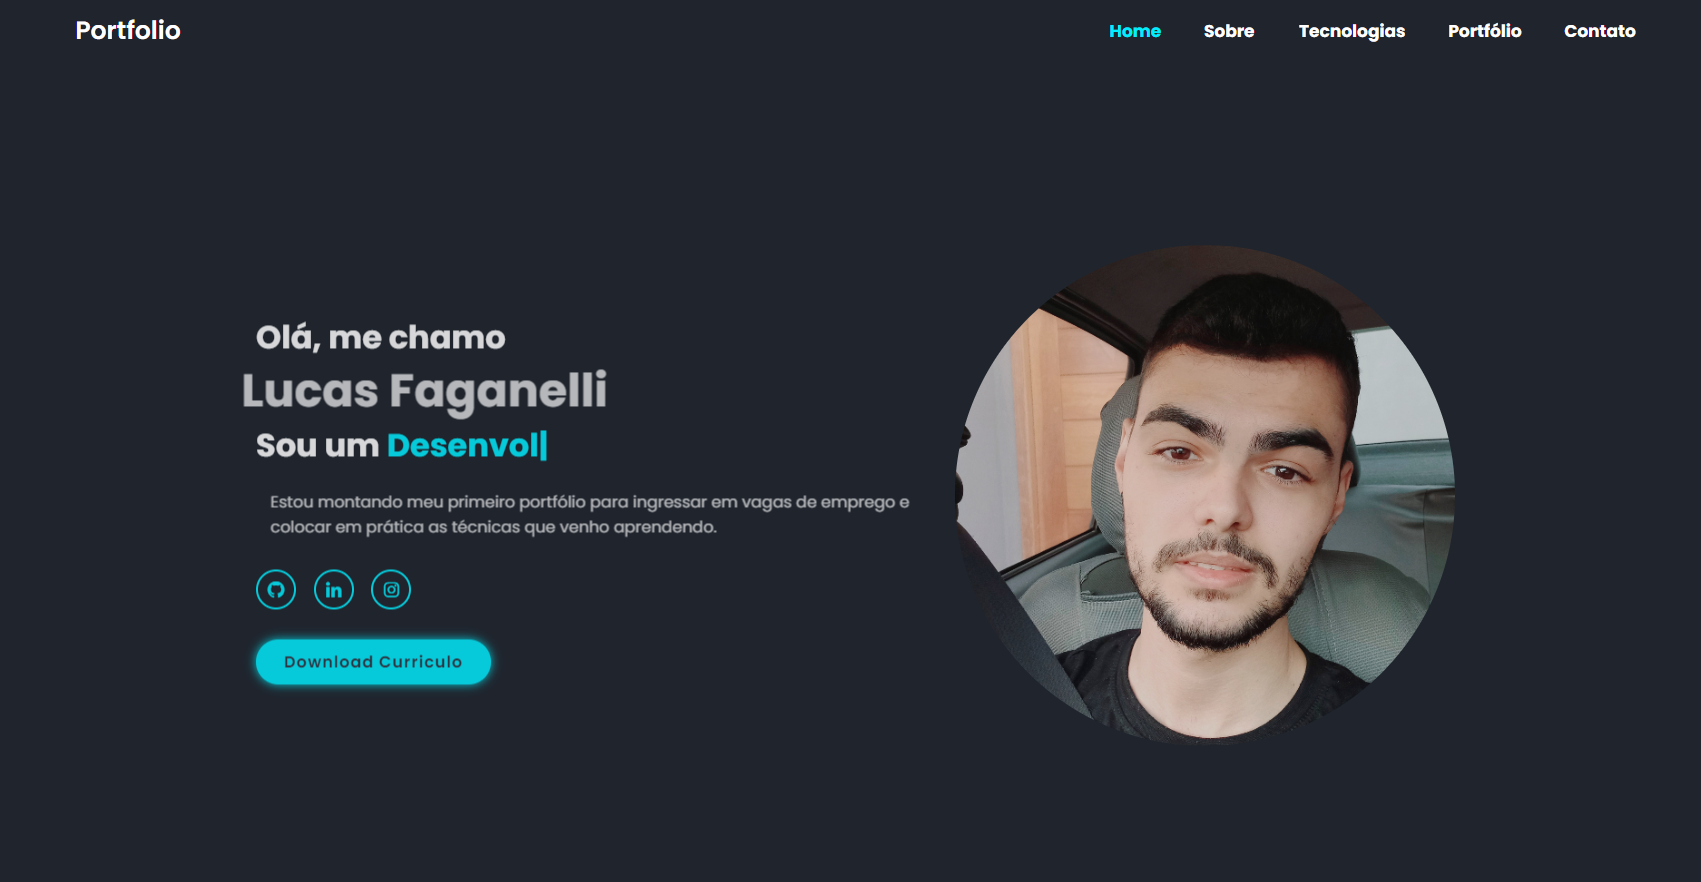 Portfolio
Home Sobre Tecnologias Portfólio Contato
Olá, me chamo
Lucas Faganelli
Sou um Desenvol|
Estou montando meu primeiro portfólio para ingressar em vagas de emprego e
colocar em prática as técnicas que venho aprendendo.
in
Download Curriculo